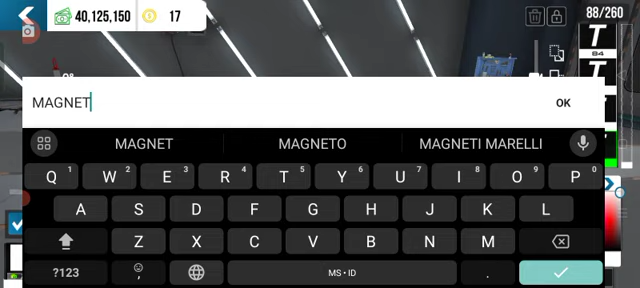 40,125,150 17 88/260
T
84
T
MAGNET OK
MAGNET MAGNETO MAGNETI MARELLI
Q 1 W 2 E 3 R 4 T 5 Y 6 U 7 I 8 O 9 P 0
A S D F G H J K L
Z X C V B N M
?123 , MS • ID .